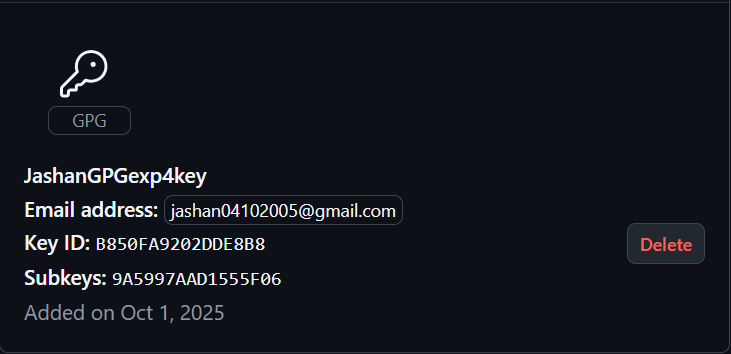 GPG
JashanGPGexp4key
Email address: jashan04102005@gmail.com
Key ID: B850FA9202DDE8B8
Delete
Subkeys: 9A5997AAD1555F06
Added on Oct 1, 2025